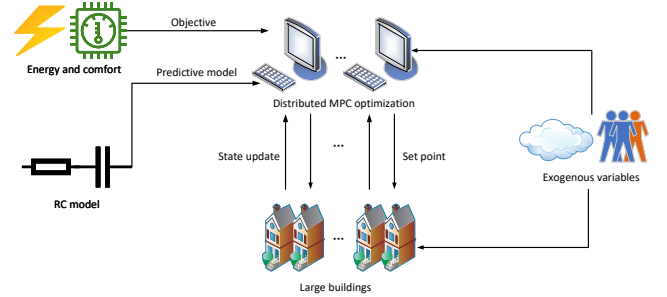 Objective
Energy and comfort
Predictive model
...
Distributed MPC optimization
State update
...
Set point
Exogenous variables
RC model
...
Large buildings